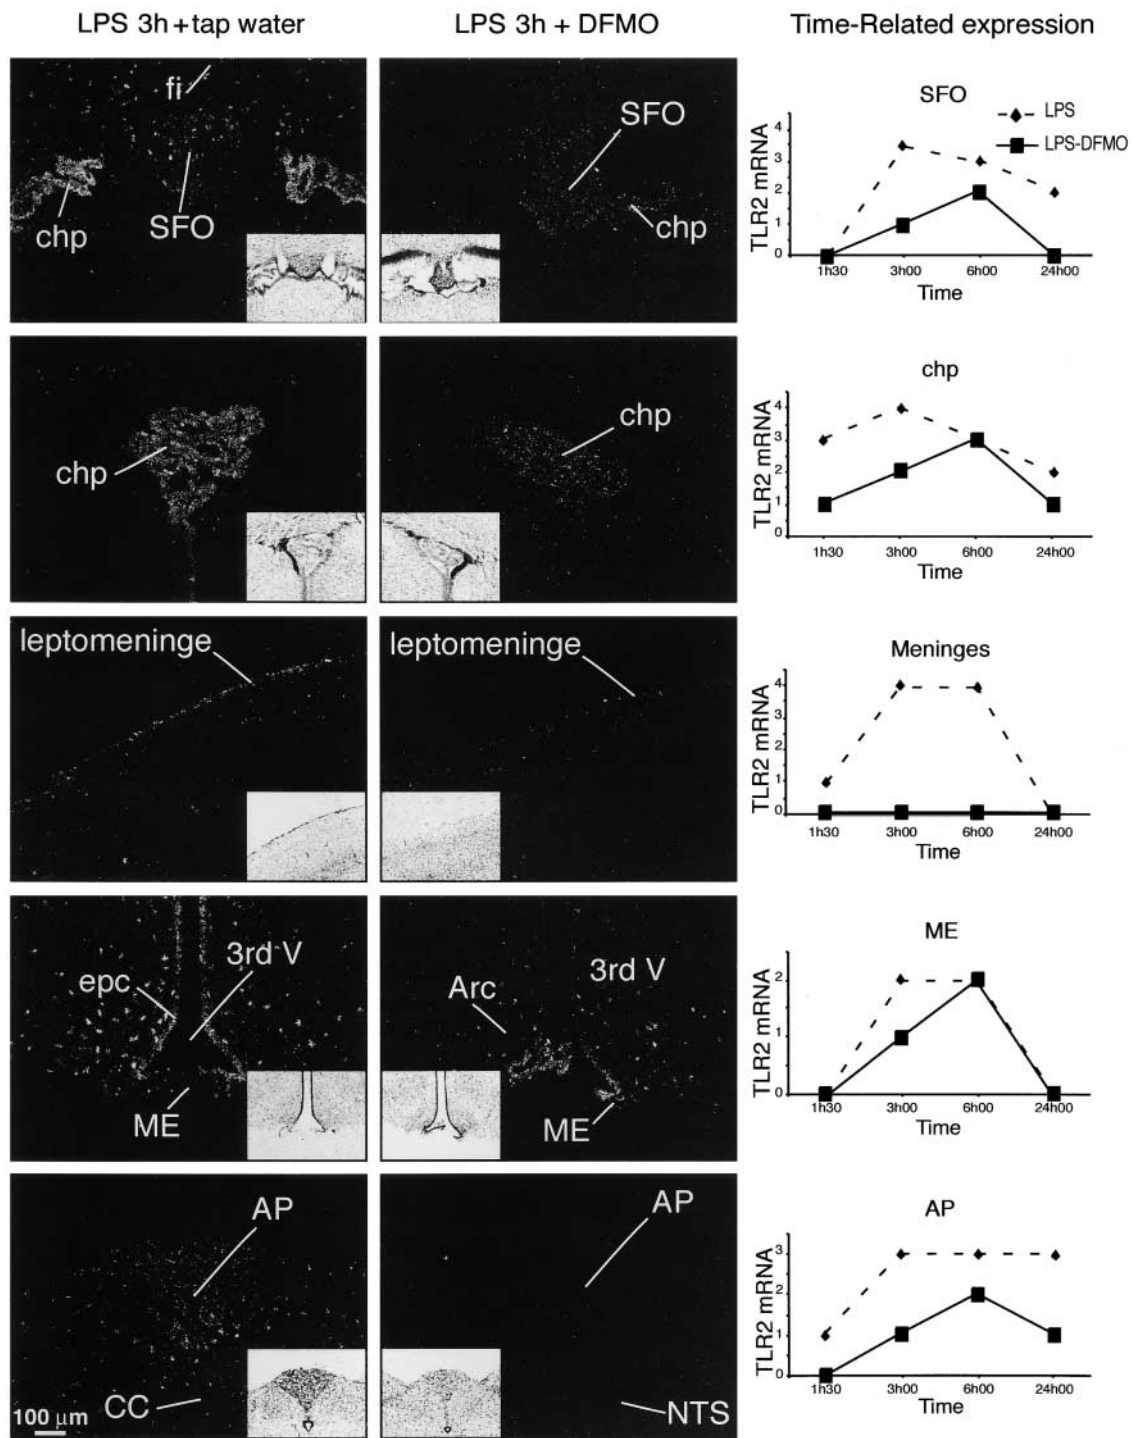 LPS 3h + tap water
LPS 3h + DFMO
Time-Related expression
fi
SFO
chp
SFO
chp
SFO
LPS
LPS-DFMO
TLR2 mRNA
4
3
2
1
0
1h30 3h00 6h00 24h00
Time
chp
chp
chp
TLR2 mRNA
4
3
2
1
0
1h30 3h00 6h00 24h00
Time
leptomeninge
leptomeninge
Meninges
TLR2 mRNA
4
3
2
1
0
1h30 3h00 6h00 24h00
Time
3rd V
epc
ME
3rd V
Arc
ME
ME
TLR2 mRNA
2
1
0
1h30 3h00 6h00 24h00
Time
AP
CC
100 µm
AP
NTS
AP
TLR2 mRNA
3
2
1
0
1h30 3h00 6h00 24h00
Time